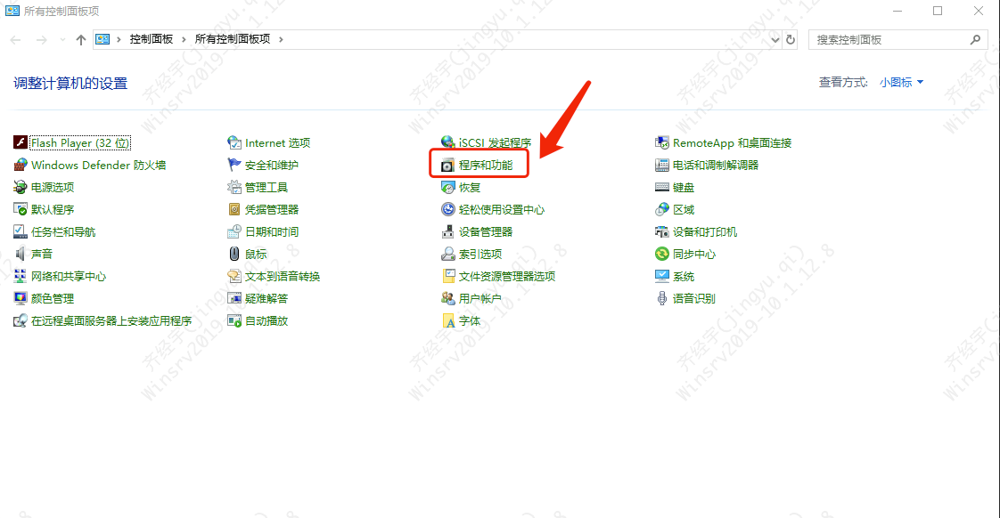 所有控制面板项
控制面板 › 所有控制面板项 ›
搜索控制面板
调整计算机的设置
查看方式: 小图标
Flash Player (32 位)
Internet 选项
iSCSI 发起程序
RemoteApp 和桌面连接
Windows Defender 防火墙
安全和维护
程序和功能
电话和调制解调器
电源选项
管理工具
恢复
键盘
默认程序
凭据管理器
轻松使用设置中心
区域
任务栏和导航
日期和时间
设备管理器
设备和打印机
声音
鼠标
索引选项
同步中心
网络和共享中心
文本到语音转换
文件资源管理器选项
系统
颜色管理
疑难解答
用户帐户
语音识别
在远程桌面服务器上安装应用程序
自动播放
字体
齐经宇(jingyu.qi)
Winsrv2019-10.1.12.8